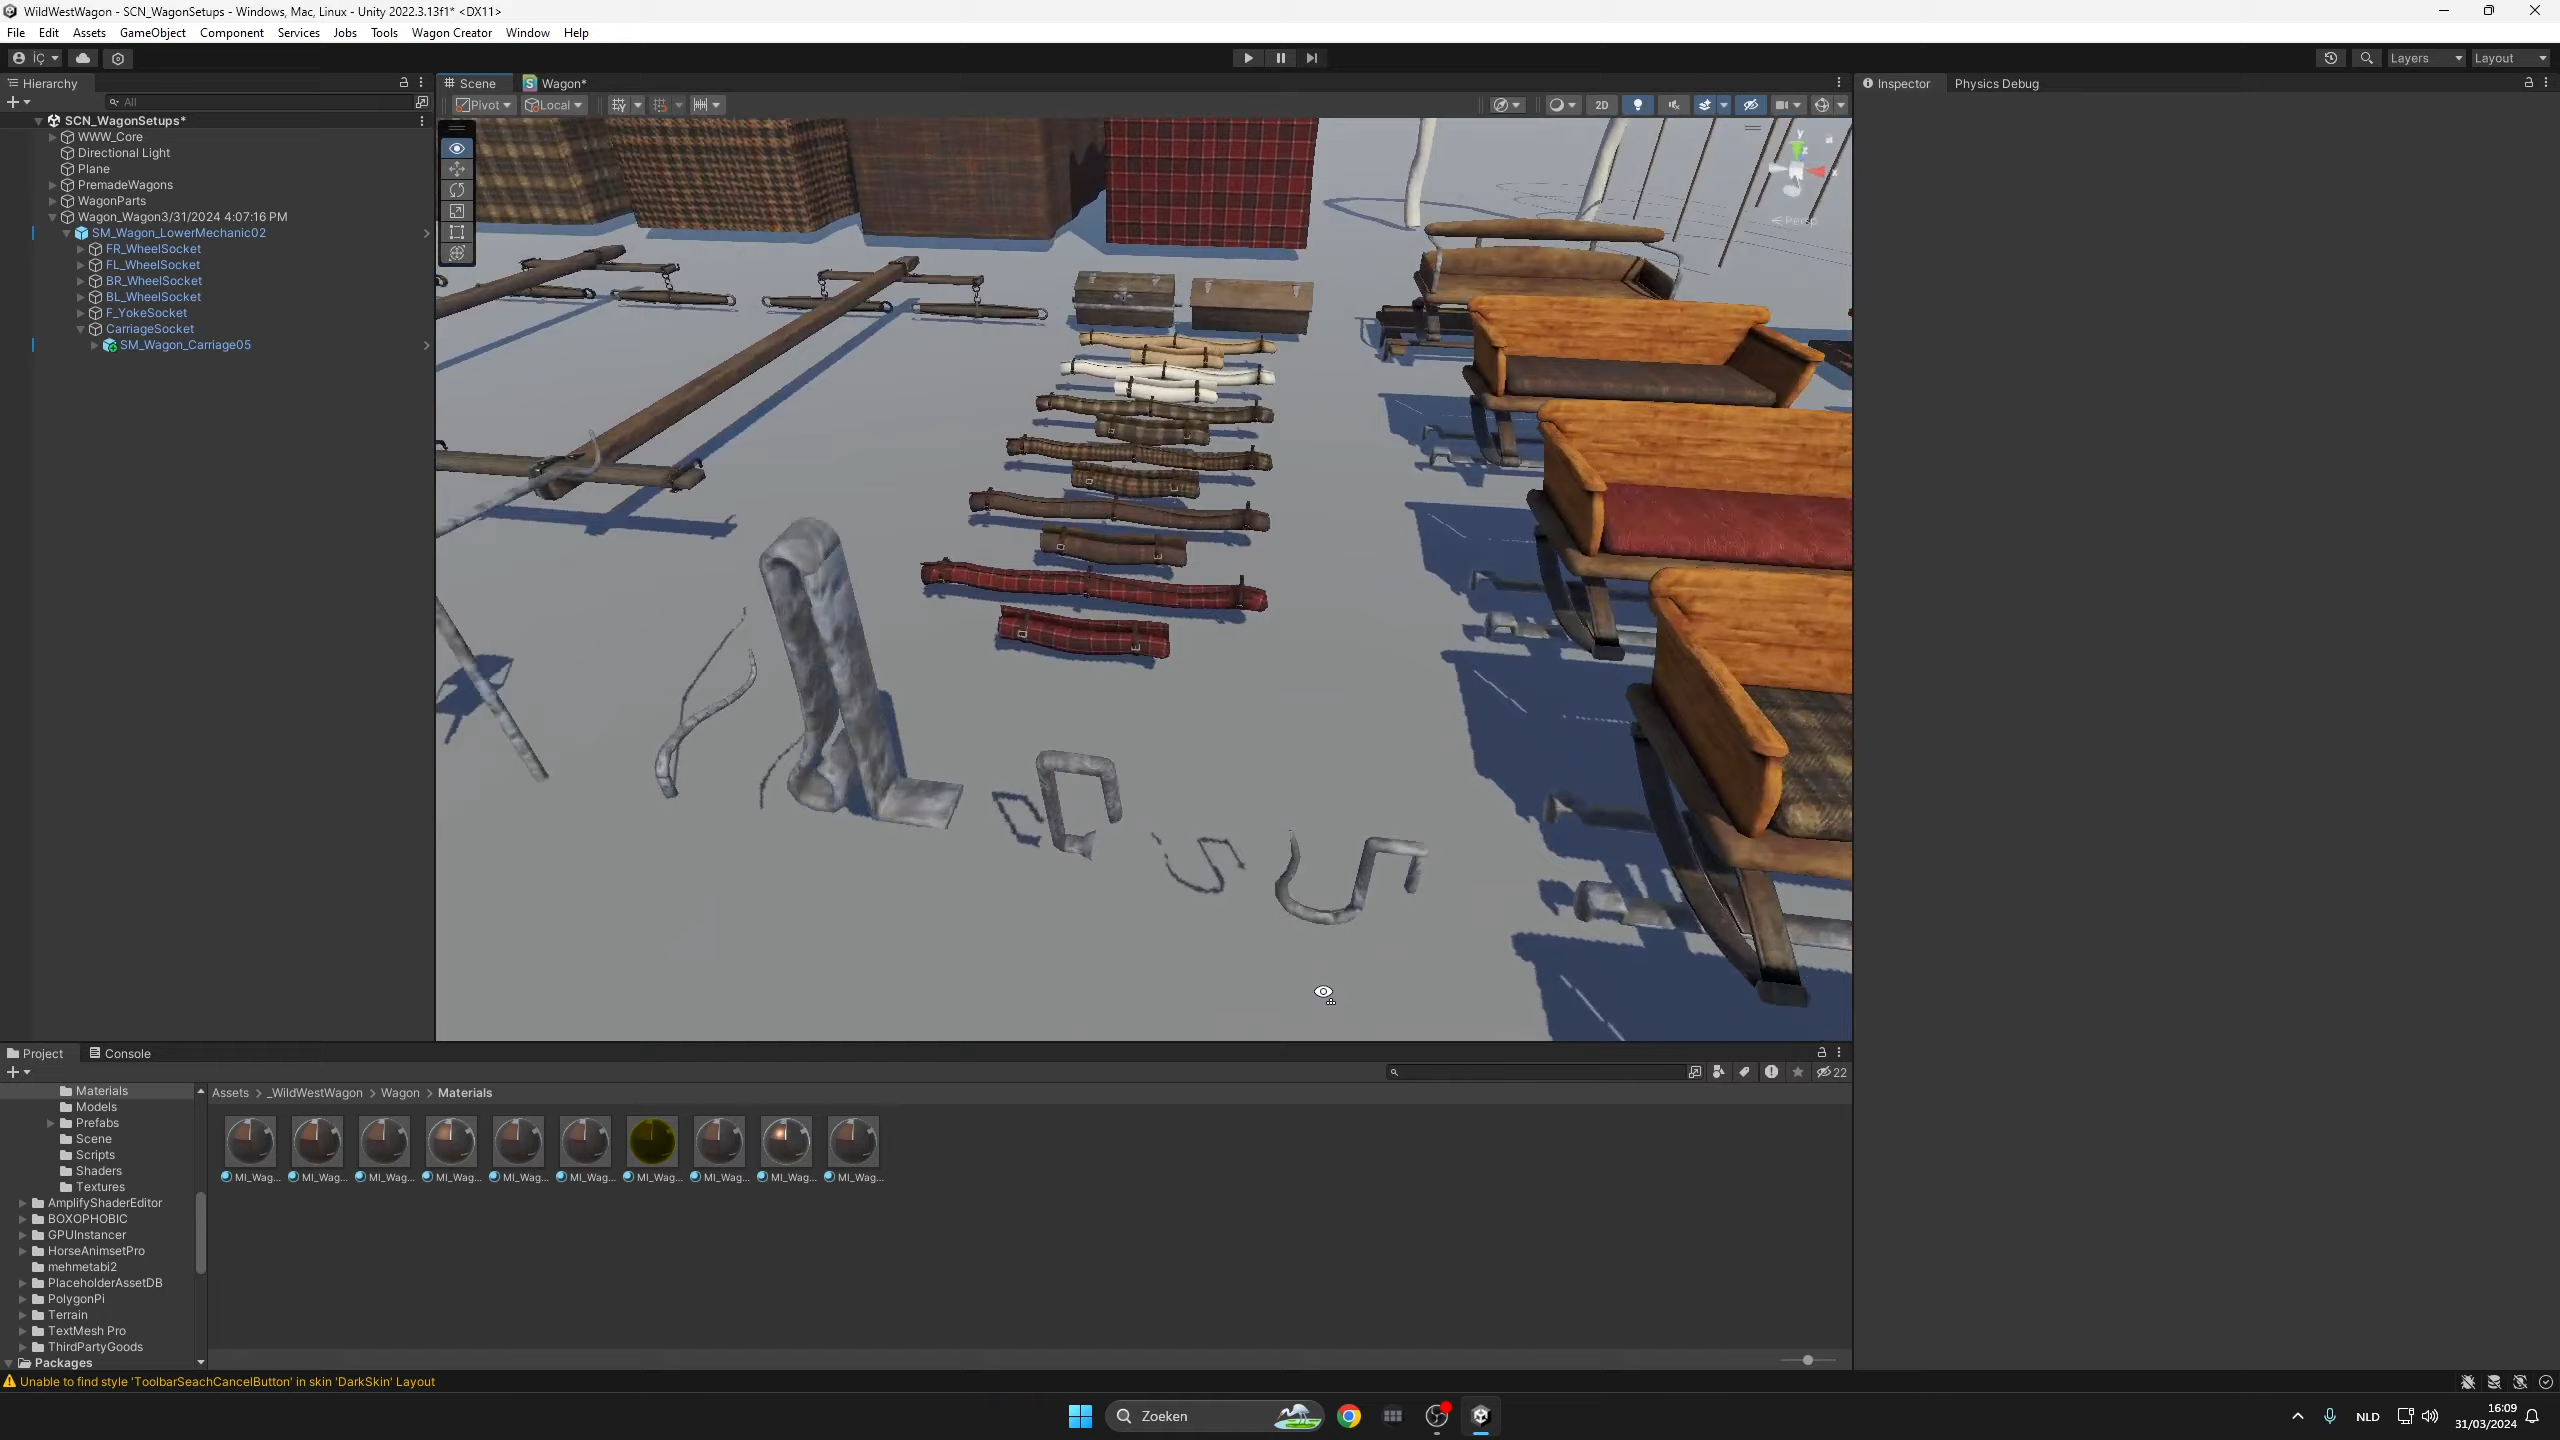 WildWestWagon - SCN_WagonSetups - Windows, Mac, Linux - Unity 2022.3.13f1* <DX11>
File Edit Assets GameObject Component Services Jobs Tools Wagon Creator Window Help
İÇ
Layers
Layout
Hierarchy
Scene
Wagon*
Inspector
Physics Debug
All
Pivot
Local
2D
SCN_WagonSetups*
WWW_Core
Directional Light
Plane
PremadeWagons
WagonParts
Wagon_Wagon3/31/2024 4:07:16 PM
SM_Wagon_LowerMechanic02
FR_WheelSocket
FL_WheelSocket
BR_WheelSocket
BL_WheelSocket
F_YokeSocket
CarriageSocket
SM_Wagon_Carriage05
y
z
x
Persp
Project
Console
22
Materials
Models
Prefabs
Scene
Scripts
Shaders
Textures
AmplifyShaderEditor
BOXOPHOBIC
GPUInstancer
HorseAnimsetPro
mehmetabi2
PlaceholderAssetDB
PolygonPi
Terrain
TextMesh Pro
ThirdPartyGoods
Packages
Assets > _WildWestWagon > Wagon > Materials
MI_Wag... MI_Wag... MI_Wag... MI_Wag... MI_Wag... MI_Wag... MI_Wag... MI_Wag... MI_Wag... MI_Wag...
Unable to find style 'ToolbarSeachCancelButton' in skin 'DarkSkin' Layout
Zoeken
NLD
16:09
31/03/2024